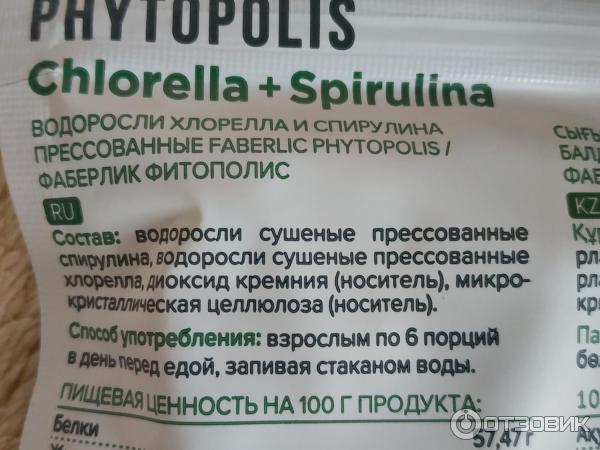 PHYTOPOLIS
Chlorella + Spirulina
ВОДОРОСЛИ ХЛОРЕЛЛА И СПИРУЛИНА
ПРЕССОВАННЫЕ FABERLIC PHYTOPOLIS /
ФАБЕРЛИК ФИТОПОЛИС
RU
Состав: водоросли сушеные прессованные
спирулина, водоросли сушеные прессованные
хлорелла, диоксид кремния (носитель), микро-
кристаллическая целлюлоза (носитель).
Способ употребления: взрослым по 6 порций
в день перед едой, запивая стаканом воды.
ПИЩЕВАЯ ЦЕННОСТЬ НА 100 Г ПРОДУКТА:
Белки 57,47 г
KZ
ОТЗОВИК